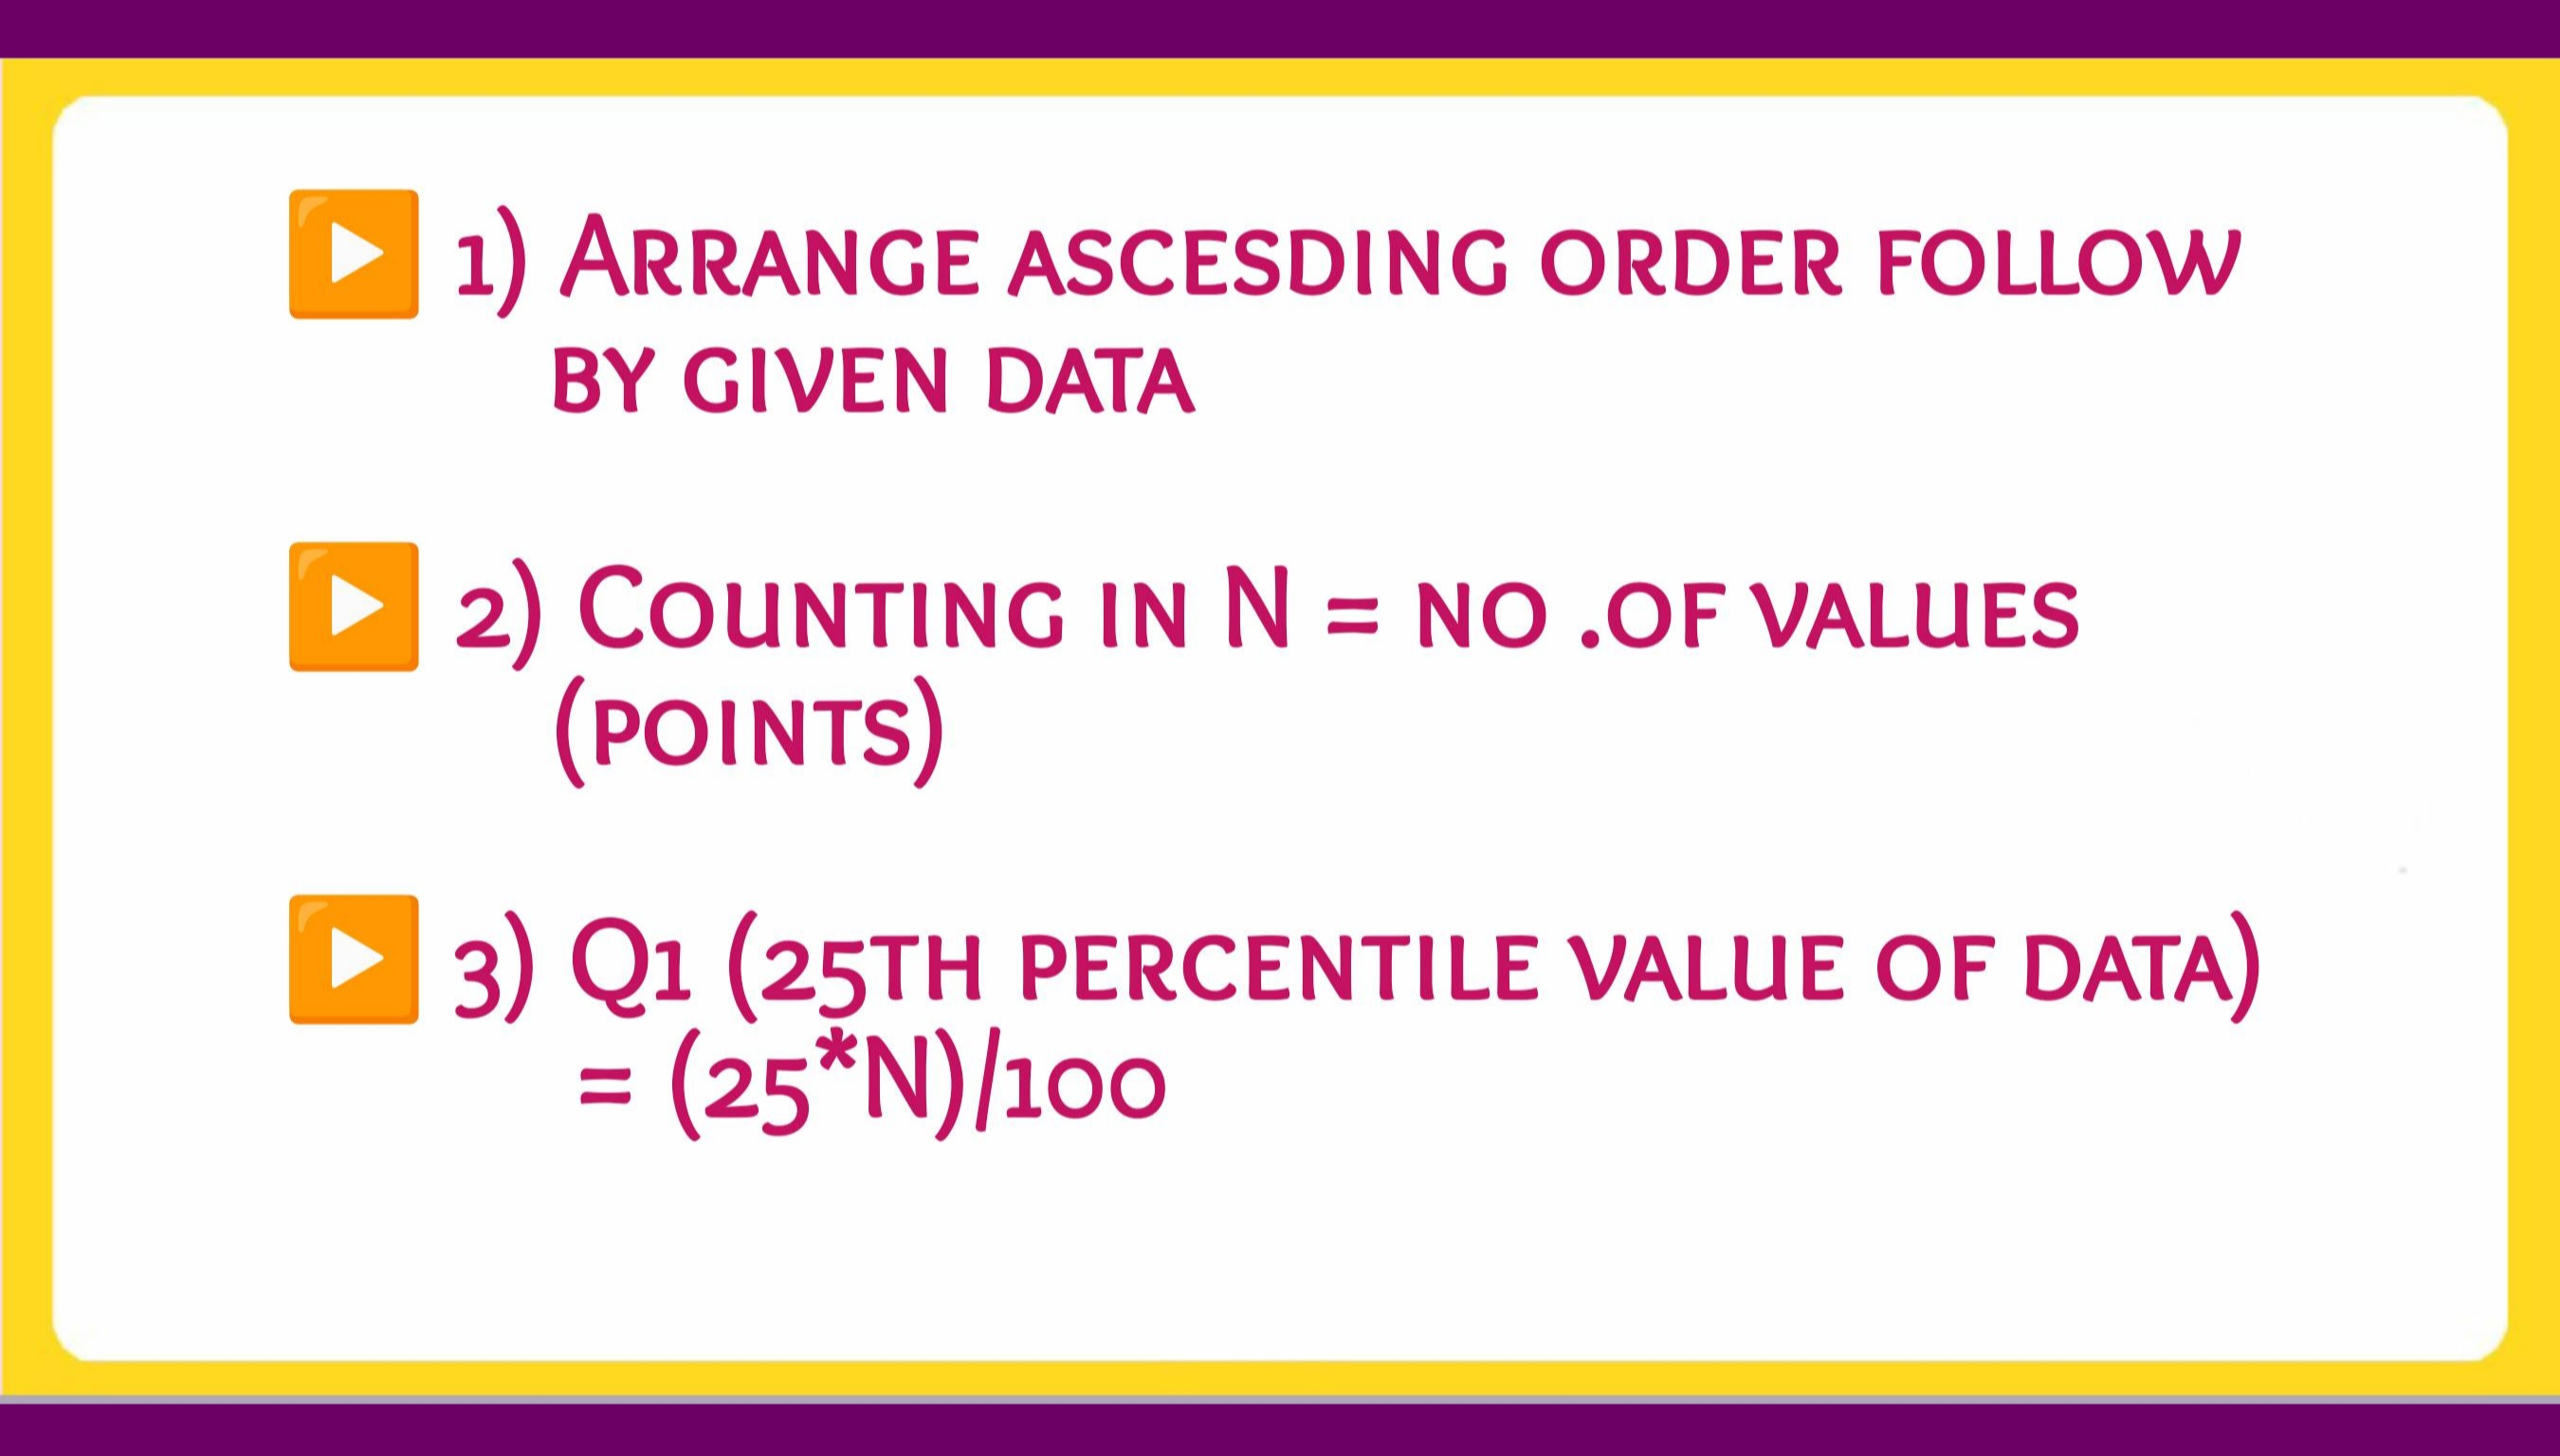 1) Arrange ascesding order follow
by given data
2) Counting in N = no .of values
(points)
3) Q1 (25th percentile value of data)
= (25*N)/100